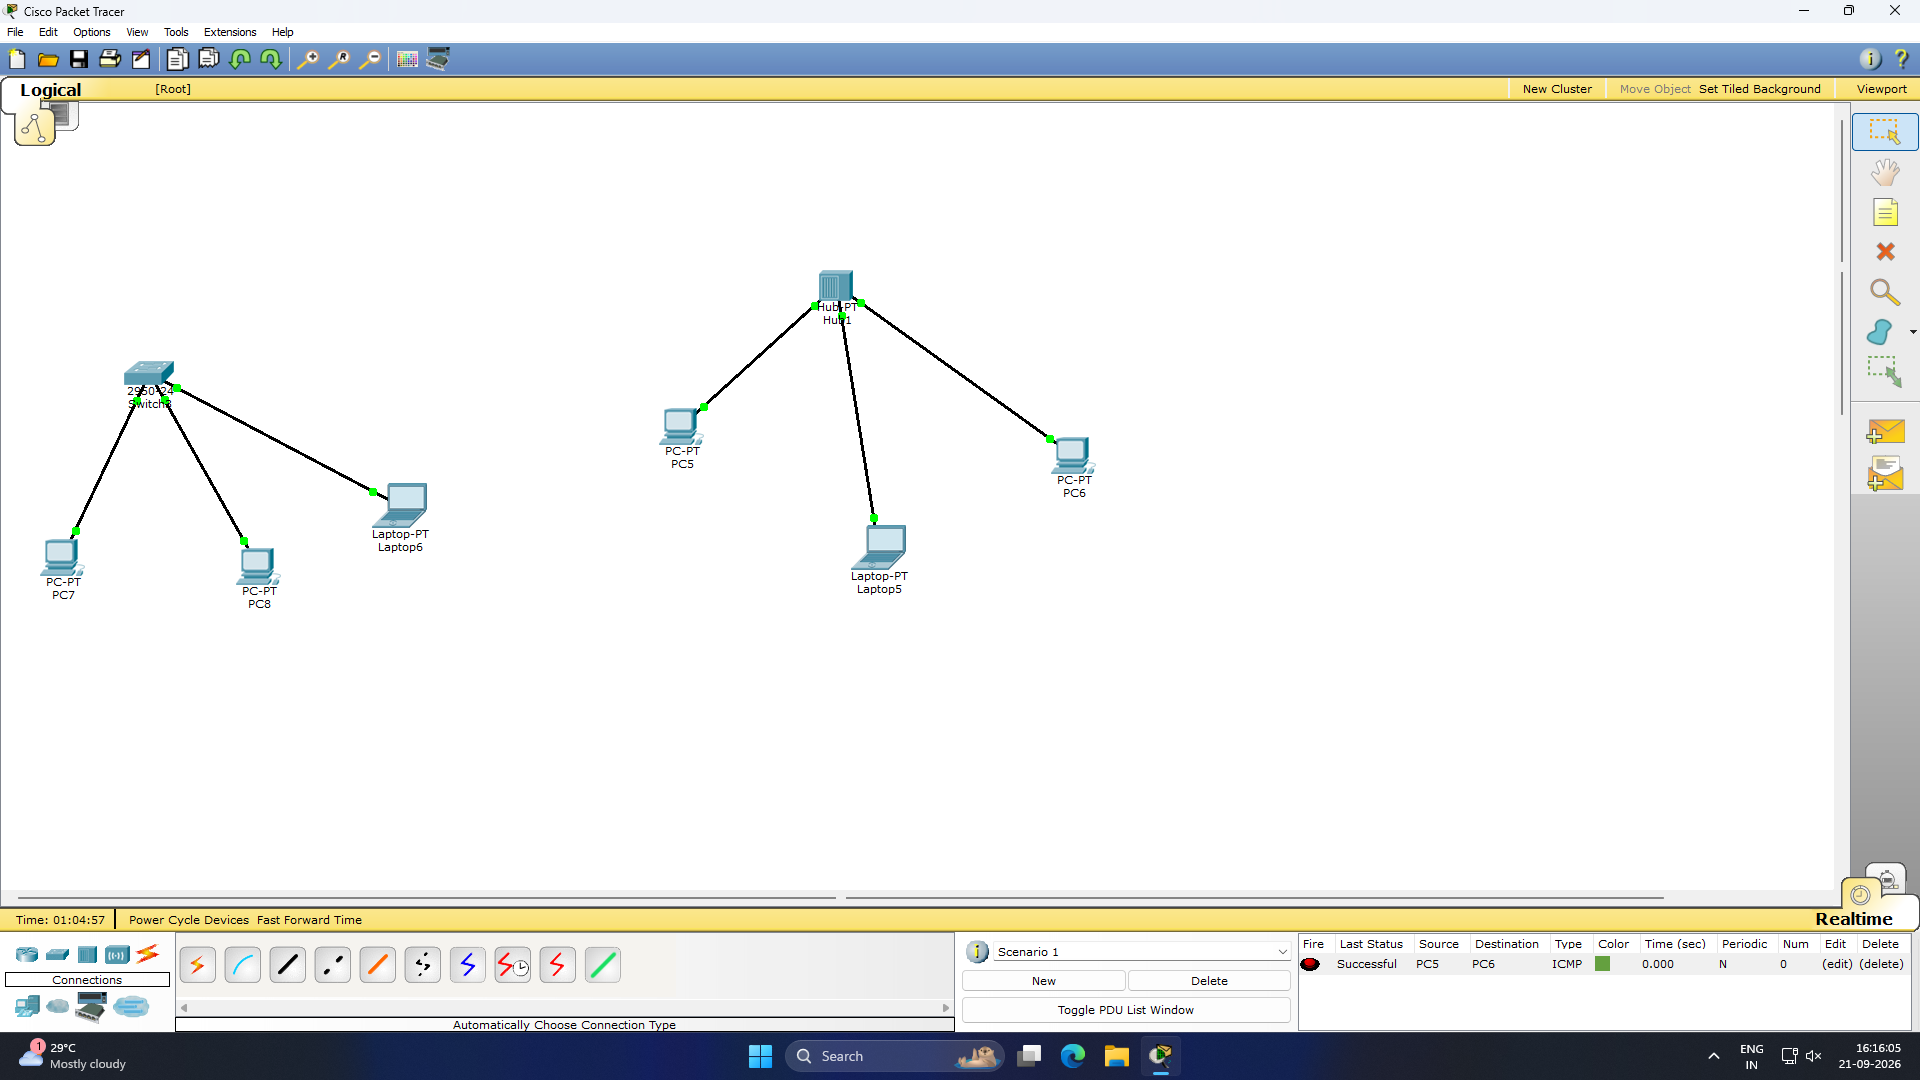 Cisco Packet Tracer
File Edit Options View Tools Extensions Help
Logical [Root] New Cluster Move Object Set Tiled Background Viewport
Hub-PT
Hub1
2950-24
Switch3
PC-PT
PC5
PC-PT
PC6
Laptop-PT
Laptop6
Laptop-PT
Laptop5
PC-PT
PC7
PC-PT
PC8
Time: 01:04:57 Power Cycle Devices Fast Forward Time Realtime
Connections
Automatically Choose Connection Type
Scenario 1
New Delete
Toggle PDU List Window
Fire Last Status Source Destination Type Color Time (sec) Periodic Num Edit Delete
Successful PC5 PC6 ICMP 0.000 N 0 (edit) (delete)
1
29°C
Mostly cloudy
Search
ENG
IN
16:16:05
21-09-2026